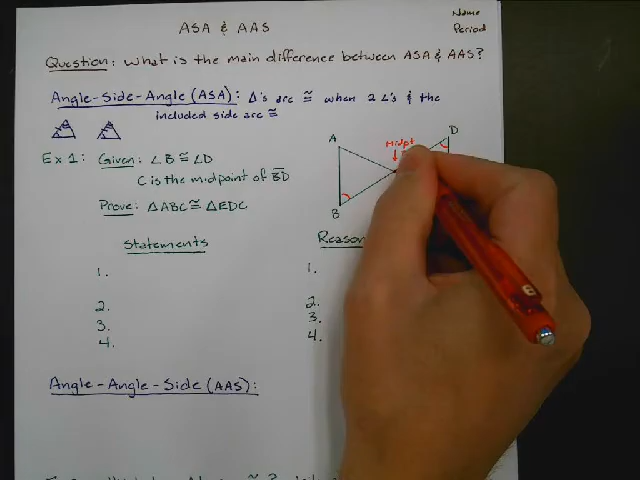 Name
Period
ASA & AAS
Question: What is the main difference between ASA & AAS?
Angle-Side-Angle (ASA): Δ's are ≅ when 2 ∠'s & the
included side are ≅
Ex 1: Given: ∠B ≅ ∠D
C is the midpoint of BD
Prove: ΔABC ≅ ΔEDC
A
B
Midpt
D
Statements
1.
2.
3.
4.
1.
2.
3.
4.
Angle-Angle-Side (AAS):